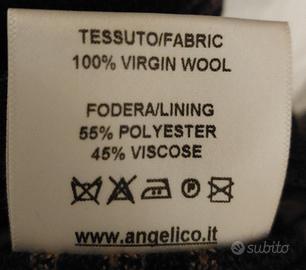 TESSUTO/FABRIC
100% VIRGIN WOOL
FODERA/LINING
55% POLYESTER
45% VISCOSE
P
www.angelico.it
subito